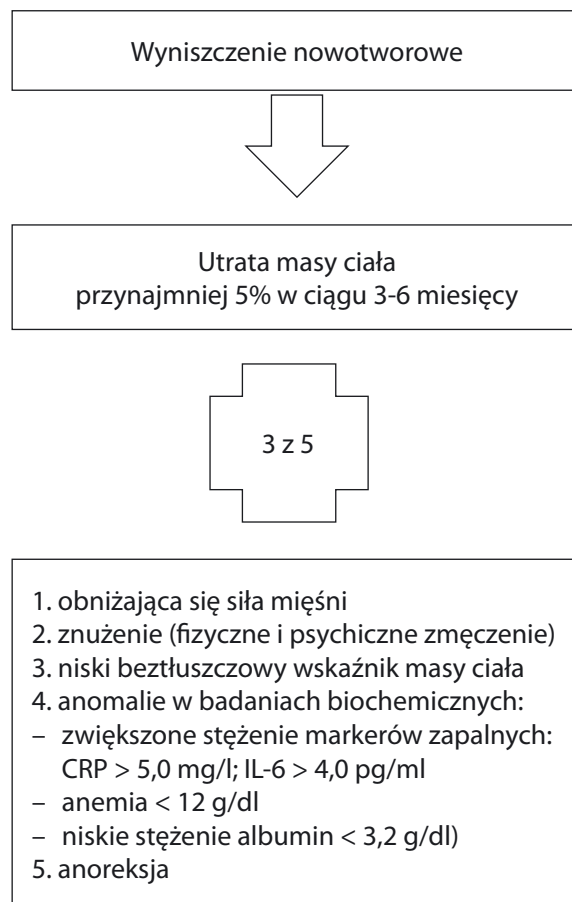 Wyniszczenie nowotworowe
Utrata masy ciała
przynajmniej 5% w ciągu 3-6 miesięcy
3 z 5
1. obniżająca się siła mięśni
2. znużenie (fizyczne i psychiczne zmęczenie)
3. niski beztłuszczowy wskaźnik masy ciała
4. anomalie w badaniach biochemicznych:
– zwiększone stężenie markerów zapalnych:
CRP > 5,0 mg/l; IL-6 > 4,0 pg/ml
– anemia < 12 g/dl
– niskie stężenie albumin < 3,2 g/dl)
5. anoreksja